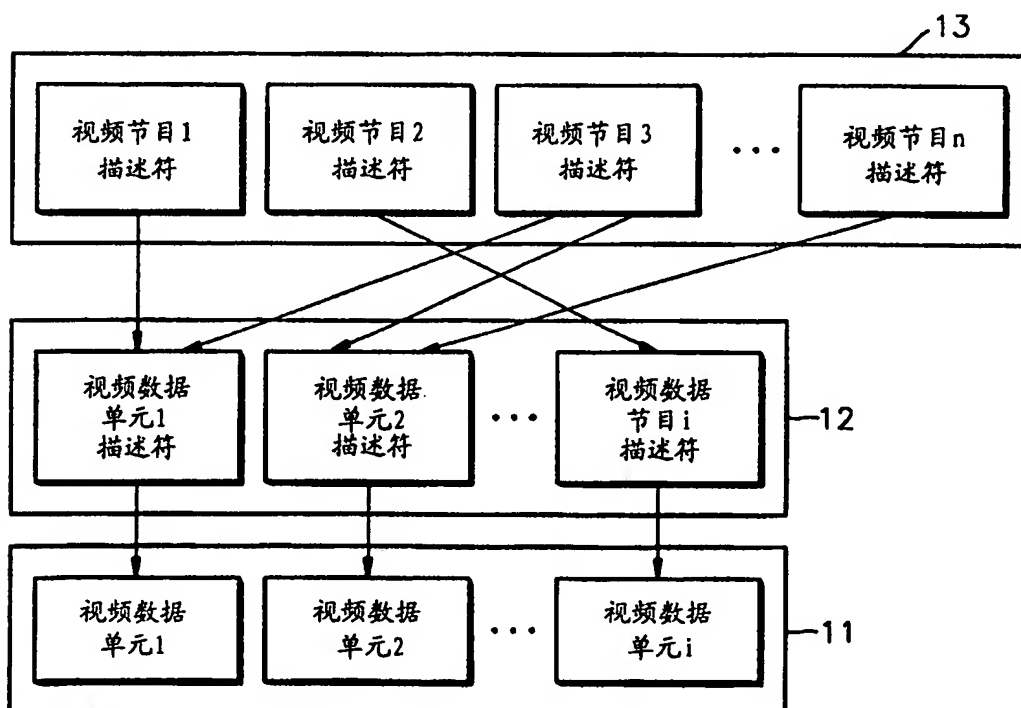 13
视频节目1
描述符
视频节目2
描述符
视频节目3
描述符
...
视频节目n
描述符
视频数据
单元1
描述符
视频数据
单元2
描述符
...
视频数据
节目i
描述符
12
视频数据
单元1
视频数据
单元2
...
视频数据
单元i
11